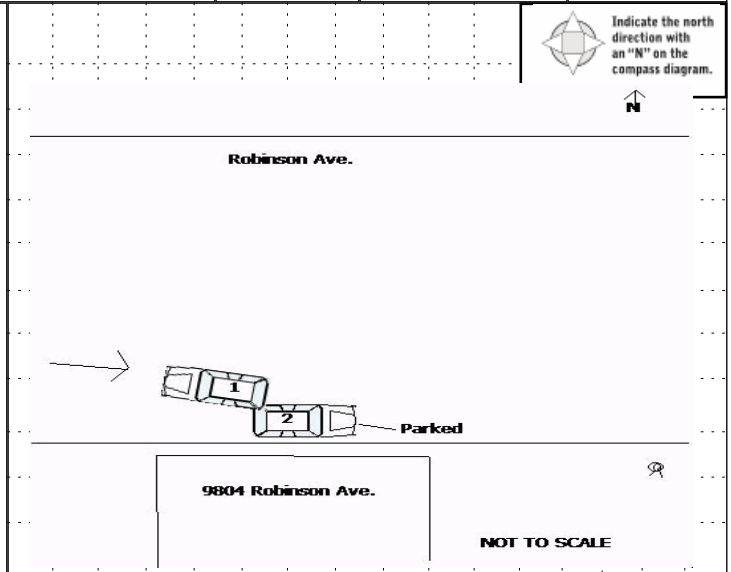 Indicate the north
direction with
an “N” on the
compass diagram.
N
Robinson Ave.
1
2
Parked
9804 Robinson Ave.
NOT TO SCALE